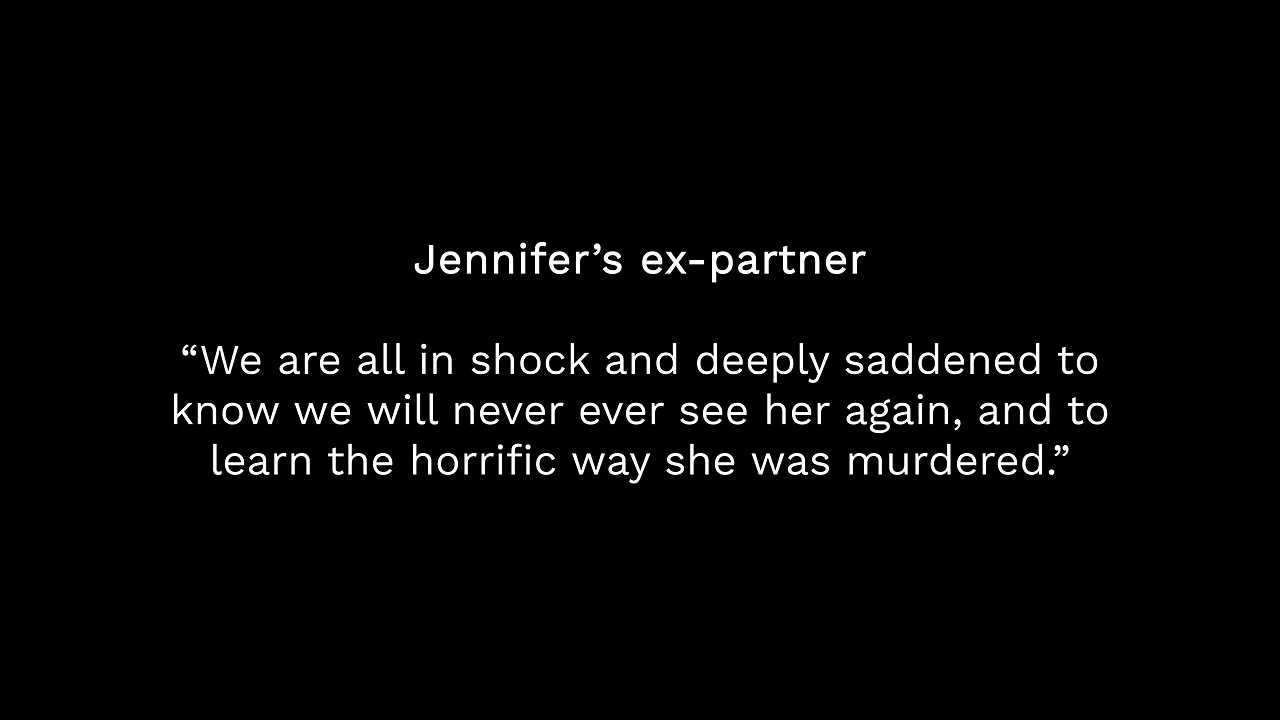 Jennifer’s ex-partner
“We are all in shock and deeply saddened to
know we will never ever see her again, and to
learn the horrific way she was murdered.”